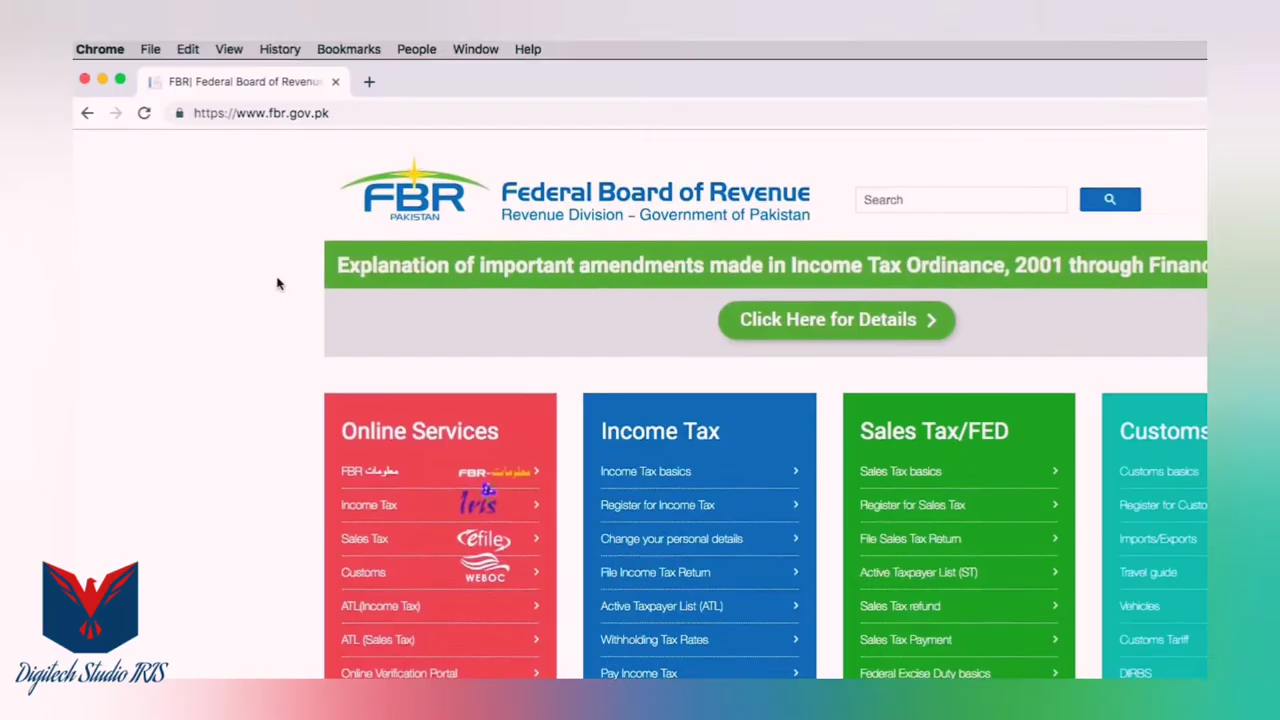 Chrome File Edit View History Bookmarks People Window Help
FBR| Federal Board of Revenu
https://www.fbr.gov.pk
FBR
PAKISTAN
Federal Board of Revenue
Revenue Division – Government of Pakistan
Search
Explanation of important amendments made in Income Tax Ordinance, 2001 through Financ
Click Here for Details
Online Services
FBR معلومات FBR-معلومات
Income Tax Iris
Sales Tax efile
Customs WEBOC
ATL(Income Tax)
ATL (Sales Tax)
Online Verification Portal
Income Tax
Income Tax basics
Register for Income Tax
Change your personal details
File Income Tax Return
Active Taxpayer List (ATL)
Withholding Tax Rates
Pay Income Tax
Sales Tax/FED
Sales Tax basics
Register for Sales Tax
File Sales Tax Return
Active Taxpayer List (ST)
Sales Tax refund
Sales Tax Payment
Federal Excise Duty basics
Customs
Customs basics
Register for Custo
Imports/Exports
Travel guide
Vehicles
Customs Tariff
DIRBS
Digitech Studio IRIS